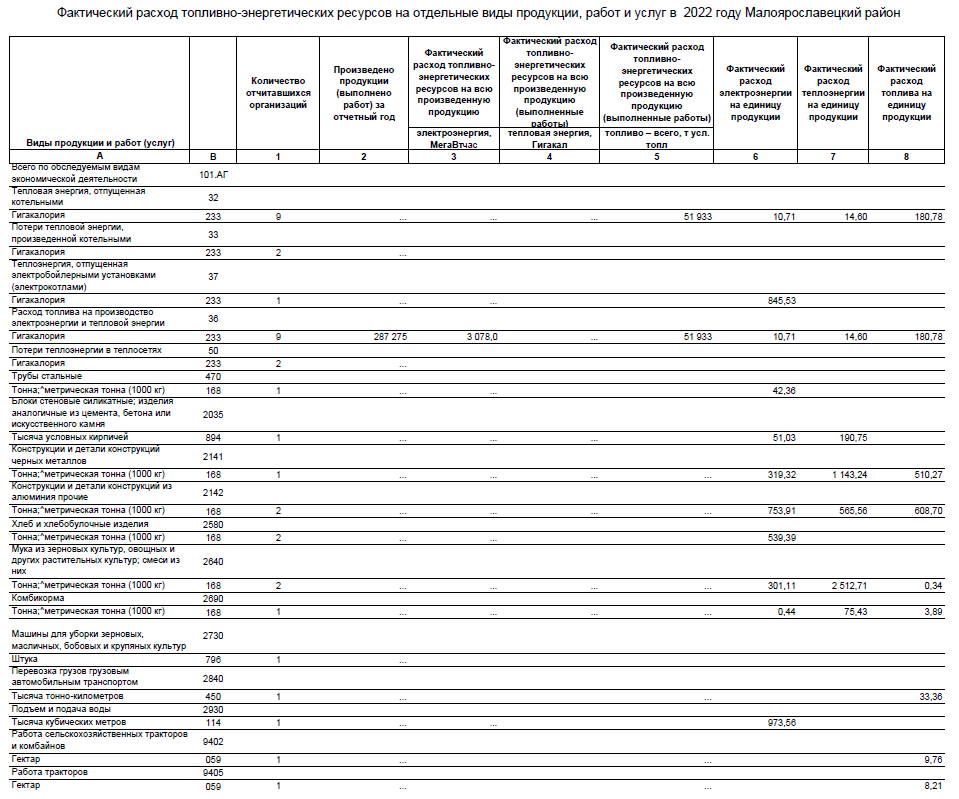 Фактический расход топливно-энергетических ресурсов на отдельные виды продукции, работ и услуг в 2022 году Малоярославецкий район
Виды продукции и работ (услуг)
Количество
отчитавшихся
организаций
Произведено
продукции
(выполнено
работ) за
отчетный год
Фактический
расход топливно-
энергетических
ресурсов на всю
произведенную
продукцию
электроэнергия,
МегаВтчас
Фактический расход
топливно-
энергетических
ресурсов на всю
произведенную
продукцию
(выполненные
работы)
тепловая энергия,
Гигакал
Фактический расход
топливно-
энергетических
ресурсов на всю
произведенную
продукцию
(выполненные работы)
топливо – всего, т усл.
топл
Фактический
расход
электроэнергии
на единицу
продукции
Фактический
расход
теплоэнергии
на единицу
продукции
Фактический
расход
топлива на
единицу
продукции
А В 1 2 3 4 5 6 7 8
Всего по обследуемым видам
экономической деятельности 101.АГ
Тепловая энергия, отпущенная
котельными 32
Гигакалория 233 9 ... ... ... 51 933 10,71 14,60 180,78
Потери тепловой энергии,
произведенной котельными 33
Гигакалория 233 2 ...
Теплоэнергия, отпущенная
электробойлерными установками
(электрокотлами) 37
Гигакалория 233 1 ... ... 845,53
Расход топлива на производство
электроэнергии и тепловой энергии 36
Гигакалория 233 9 287 275 3 078,0 ... 51 933 10,71 14,60 180,78
Потери теплоэнергии в теплосетях 50
Гигакалория 233 2 ...
Трубы стальные 470
Тонна;^метрическая тонна (1000 кг) 168 1 ... ... 42,36
Блоки стеновые силикатные; изделия
аналогичные из цемента, бетона или
искусственного камня 2035
Тысяча условных кирпичей 894 1 ... ... ... 51,03 190,75
Конструкции и детали конструкций
черных металлов 2141
Тонна;^метрическая тонна (1000 кг) 168 1 ... ... ... ... 319,32 1 143,24 510,27
Конструкции и детали конструкций из
алюминия прочие 2142
Тонна;^метрическая тонна (1000 кг) 168 2 ... ... ... ... 753,91 565,56 608,70
Хлеб и хлебобулочные изделия 2580
Тонна;^метрическая тонна (1000 кг) 168 2 ... ... 539,39
Мука из зерновых культур, овощных и
других растительных культур; смеси из
них 2640
Тонна;^метрическая тонна (1000 кг) 168 2 ... ... ... ... 301,11 2 512,71 0,34
Комбикорма 2690
Тонна;^метрическая тонна (1000 кг) 168 1 ... ... ... ... 0,44 75,43 3,89
Машины для уборки зерновых,
масличных, бобовых и крупяных культур 2730
Штука 796 1 ...
Перевозка грузов грузовым
автомобильным транспортом 2840
Тысяча тонно-километров 450 1 ... ... 33,36
Подъем и подача воды 2930
Тысяча кубических метров 114 1 ... ... 973,56
Работа сельскохозяйственных тракторов
и комбайнов 9402
Гектар 059 1 ... ... 9,76
Работа тракторов 9405
Гектар 059 1 ... ... 8,21